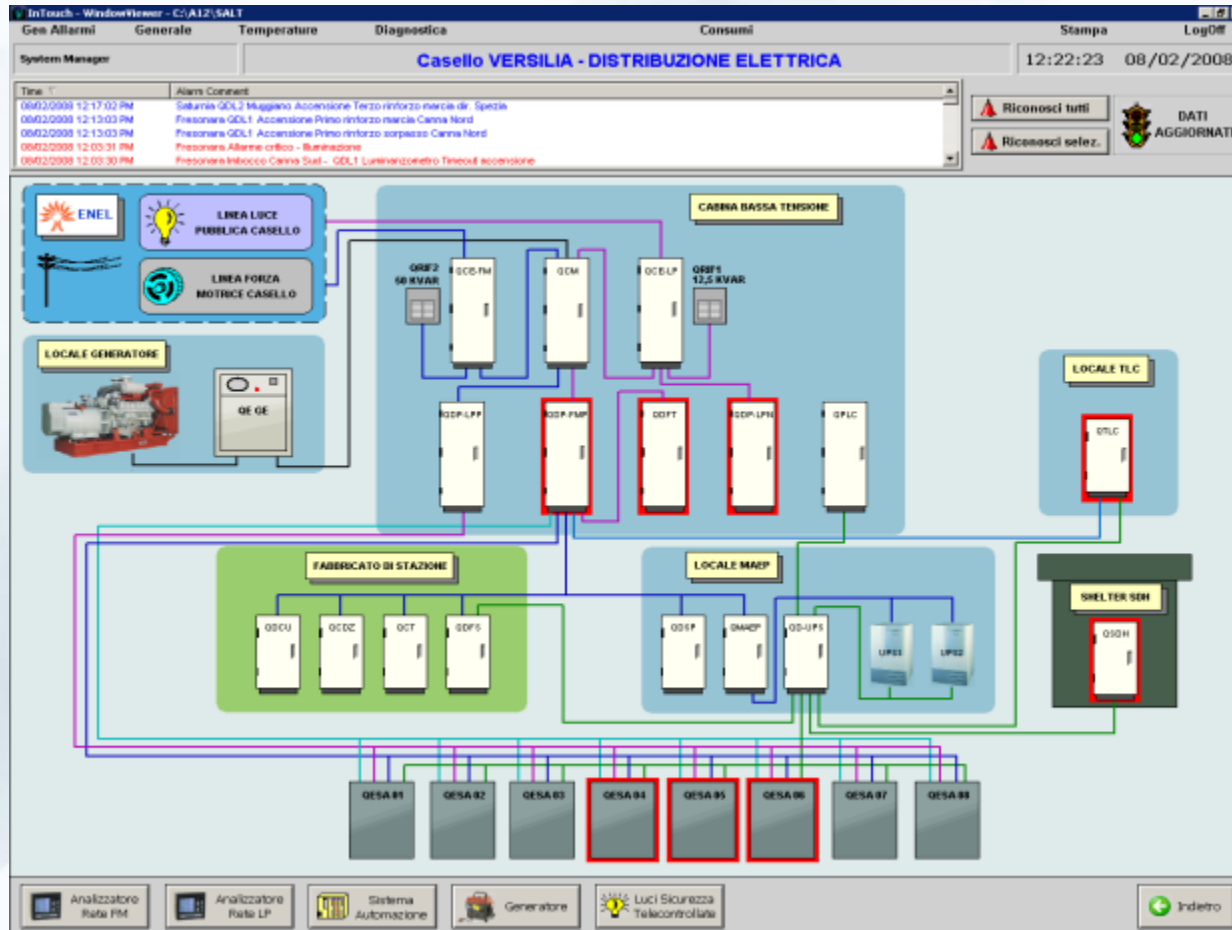 InTouch - WindowViewer - C:\A12\SALT
Gen Allarmi Generale Temperature Diagnostica Consumi Stampa LogOff
System Manager Casello VERSILIA - DISTRIBUZIONE ELETTRICA 12:22:23 08/02/2008
Time Alarm Comment
08/02/2008 12:17:02 PM Saturnia QDL2 Muggiano Accensione Terzo rinforzo marcia dir. Spezia
08/02/2008 12:13:03 PM Fresonara QDL1 Accensione Primo rinforzo marcia Canna Nord
08/02/2008 12:13:03 PM Fresonara QDL1 Accensione Primo rinforzo sorpasso Canna Nord
08/02/2008 12:03:31 PM Fresonara Allarme critico - Illuminazione
08/02/2008 12:03:30 PM Fresonara Imbocco Canna Sud - QDL1 Luminanzometro Timeout accensione
Riconosci tutti
Riconosci selez.
DATI
AGGIORNATI
ENEL
LINEA LUCE
PUBBLICA CASELLO
LINEA FORZA
MOTRICE CASELLO
CABINA BASSA TENSIONE
QRIF2
50 KVAR
QCE-FM
QCM
QCE-LP
QRIF1
12,5 KVAR
LOCALE GENERATORE
QE GE
QDP-LPP
QDP-FMP
QDFT
QDP-LPN
QPLC
LOCALE TLC
QTLC
FABBRICATO DI STAZIONE
QDCU
QCDZ
QCT
QDFS
LOCALE MAEP
QDSP
QMAEP
QD-UPS
UPS1
UPS2
SHELTER SDH
QSDH
QESA 01
QESA 02
QESA 03
QESA 04
QESA 05
QESA 06
QESA 07
QESA 08
Analizzatore
Rete FM
Analizzatore
Rete LP
Sistema
Automazione
Generatore
Luci Sicurezza
Telecontrollate
Indietro